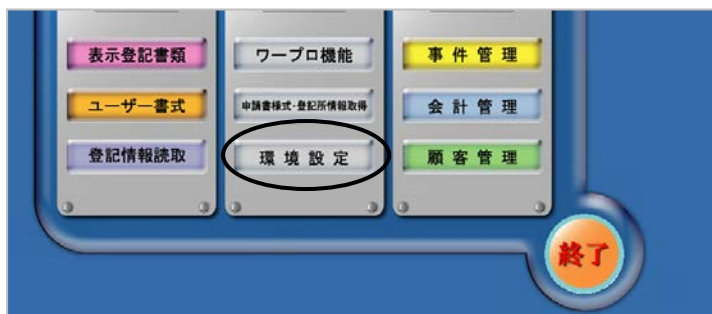 表示登記書類
ワープロ機能
事件管理
ユーザー書式
申請書様式・登記所情報取得
会計管理
登記情報読取
環境設定
顧客管理
終了